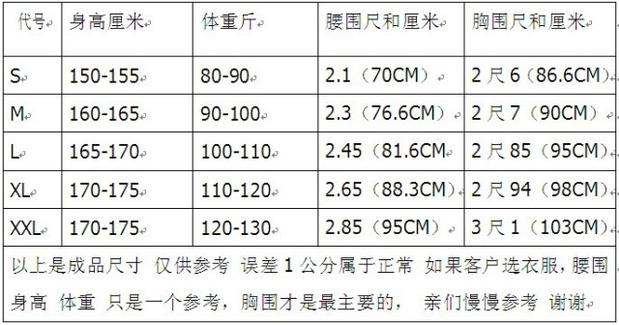 代号 身高厘米 体重斤 腰围尺和厘米 胸围尺和厘米
S 150-155 80-90 2.1（70CM） 2 尺 6（86.6CM）
M 160-165 90-100 2.3（76.6CM） 2 尺 7（90CM）
L 165-170 100-110 2.45（81.6CM 2 尺 85（95CM）
XL 170-175 110-120 2.65（88.3CM） 2 尺 94（98CM）
XXL 170-175 120-130 2.85（95CM） 3 尺 1（103CM）
以上是成品尺寸 仅供参考 误差 1 公分属于正常 如果客户选衣服，腰围
身高 体重 只是一个参考，胸围才是最主要的， 亲们慢慢参考 谢谢